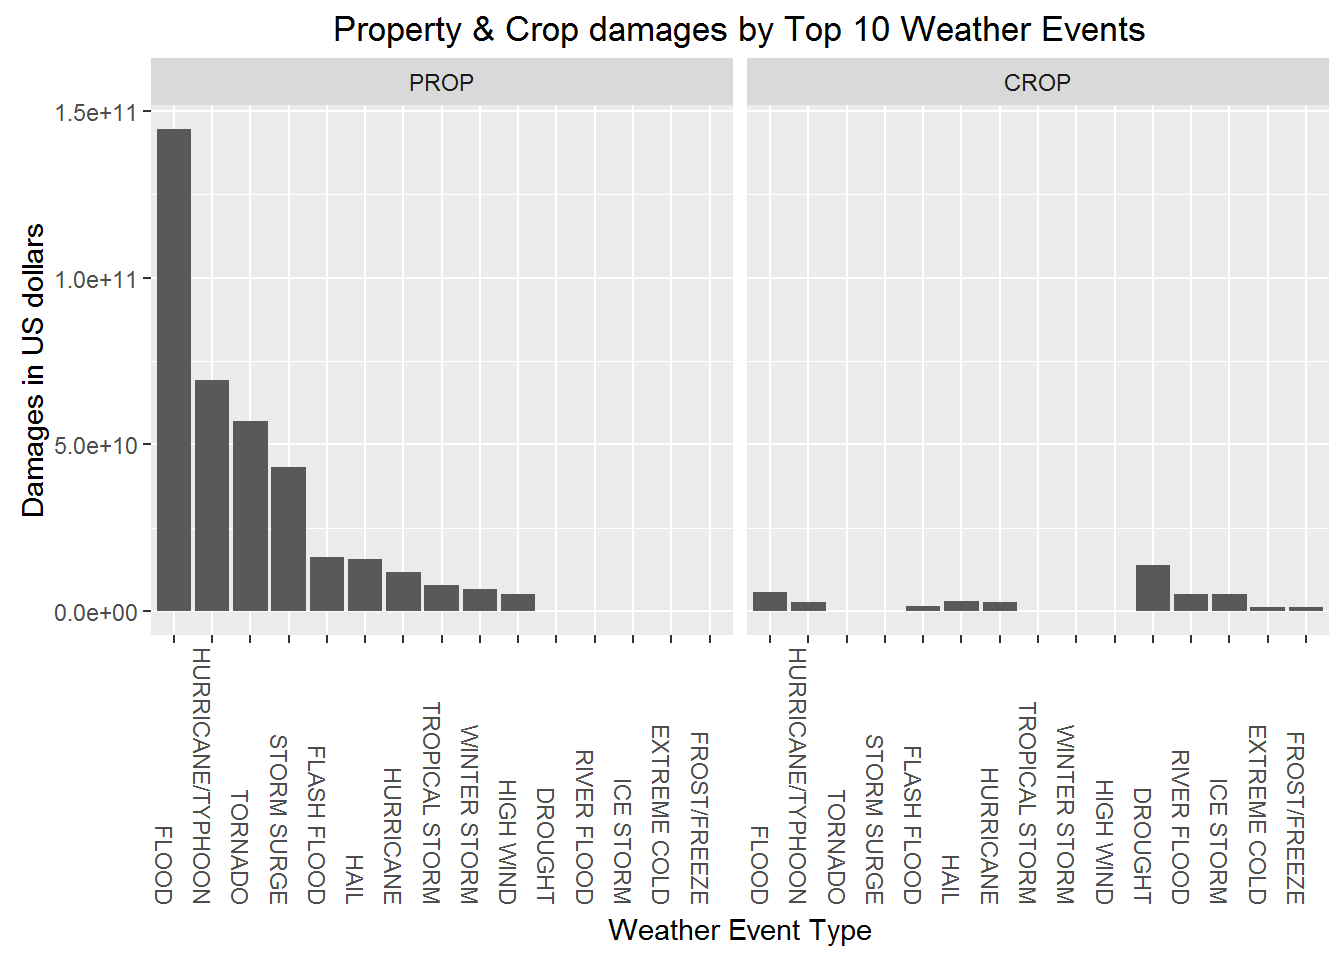 Property & Crop damages by Top 10 Weather Events
PROP
CROP
Damages in US dollars
1.5e+11
1.0e+11
5.0e+10
0.0e+00
FLOOD
HURRICANE/TYPHOON
TORNADO
STORM SURGE
FLASH FLOOD
HAIL
HURRICANE
TROPICAL STORM
WINTER STORM
HIGH WIND
DROUGHT
RIVER FLOOD
ICE STORM
EXTREME COLD
FROST/FREEZE
FLOOD
HURRICANE/TYPHOON
TORNADO
STORM SURGE
FLASH FLOOD
HAIL
HURRICANE
TROPICAL STORM
WINTER STORM
HIGH WIND
DROUGHT
RIVER FLOOD
ICE STORM
EXTREME COLD
FROST/FREEZE
Weather Event Type